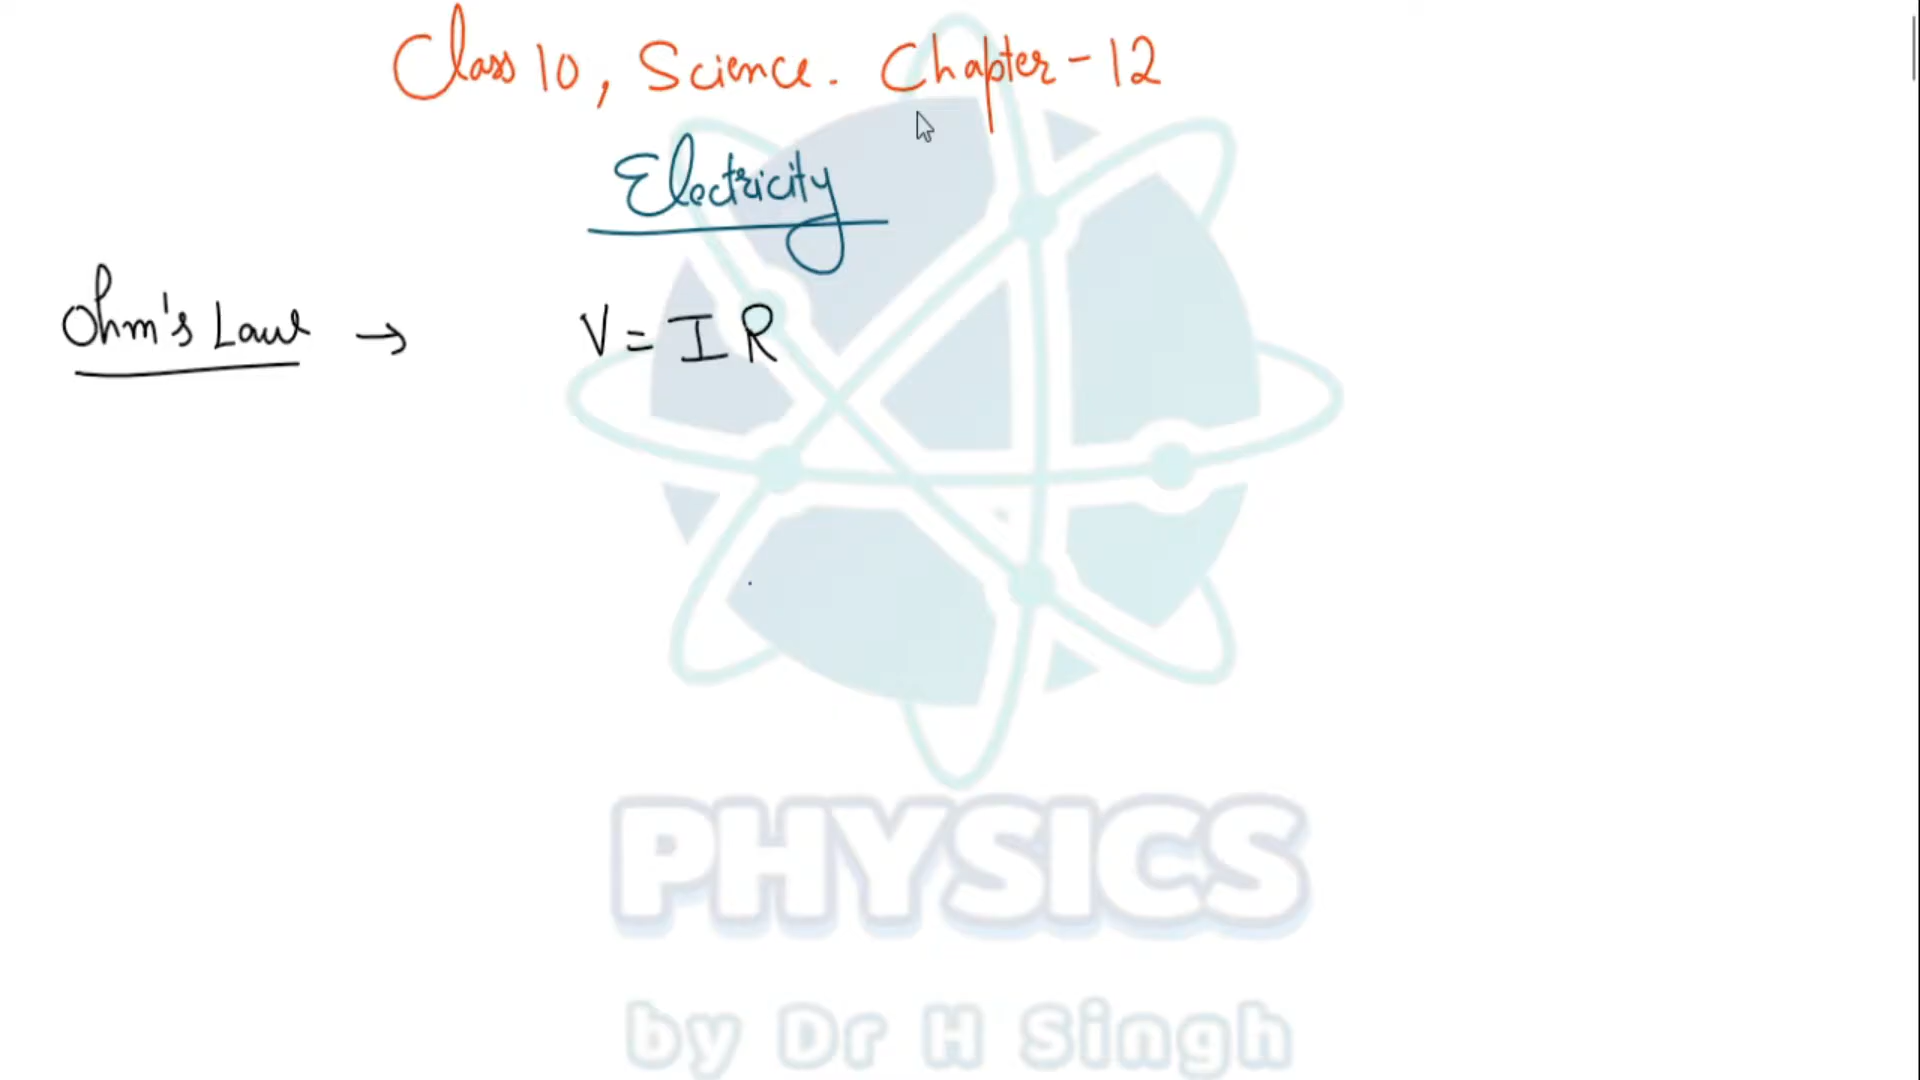 Class 10, Science. Chapter - 12
Electricity
Ohm's Law → V = I R
PHYSICS
by Dr H Singh